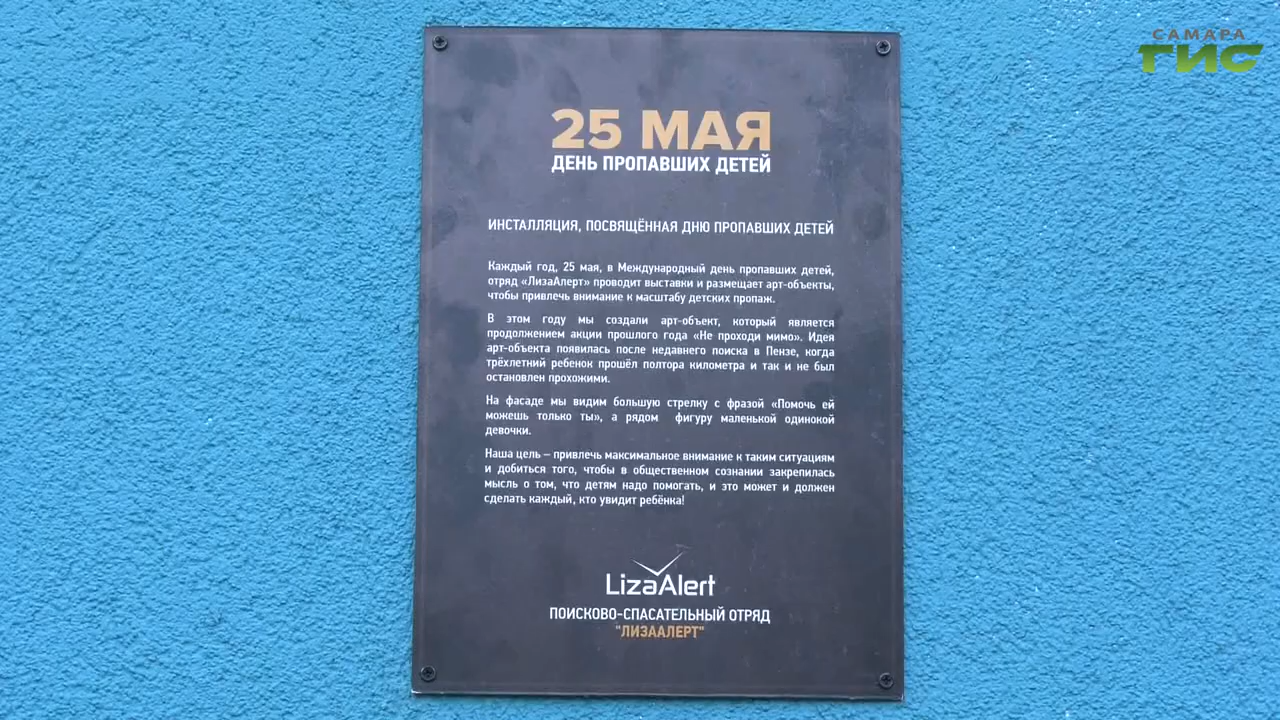 САМАРА
ГИС
25 МАЯ
ДЕНЬ ПРОПАВШИХ ДЕТЕЙ
ИНСТАЛЛЯЦИЯ, ПОСВЯЩЁННАЯ ДНЮ ПРОПАВШИХ ДЕТЕЙ
Каждый год, 25 мая, в Международный день пропавших детей,
отряд «ЛизаАлерт» проводит выставки и размещает арт-объекты,
чтобы привлечь внимание к масштабу детских пропаж.
В этом году мы создали арт-объект, который является
продолжением акции прошлого года «Не проходи мимо». Идея
арт-объекта появилась после недавнего поиска в Пензе, когда
трёхлетний ребенок прошёл полтора километра и так и не был
остановлен прохожими.
На фасаде мы видим большую стрелку с фразой «Помочь ей
можешь только ты», а рядом фигуру маленькой одинокой
девочки.
Наша цель – привлечь максимальное внимание к таким ситуациям
и добиться того, чтобы в общественном сознании закрепилась
мысль о том, что детям надо помогать, и это может и должен
сделать каждый, кто увидит ребёнка!
LizaAlert
ПОИСКОВО-СПАСАТЕЛЬНЫЙ ОТРЯД
"ЛИЗААЛЕРТ"